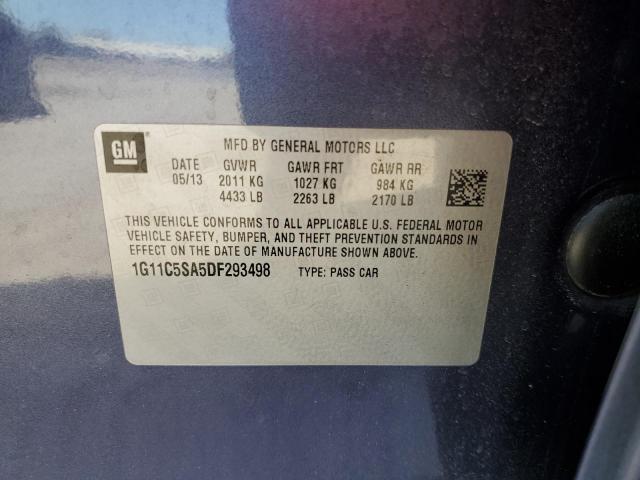 GM
MFD BY GENERAL MOTORS LLC
DATE GVWR GAWR FRT GAWR RR
05/13 2011 KG 1027 KG 984 KG
4433 LB 2263 LB 2170 LB
THIS VEHICLE CONFORMS TO ALL APPLICABLE U.S. FEDERAL MOTOR
VEHICLE SAFETY, BUMPER, AND THEFT PREVENTION STANDARDS IN
EFFECT ON THE DATE OF MANUFACTURE SHOWN ABOVE.
1G11C5SA5DF293498 TYPE: PASS CAR